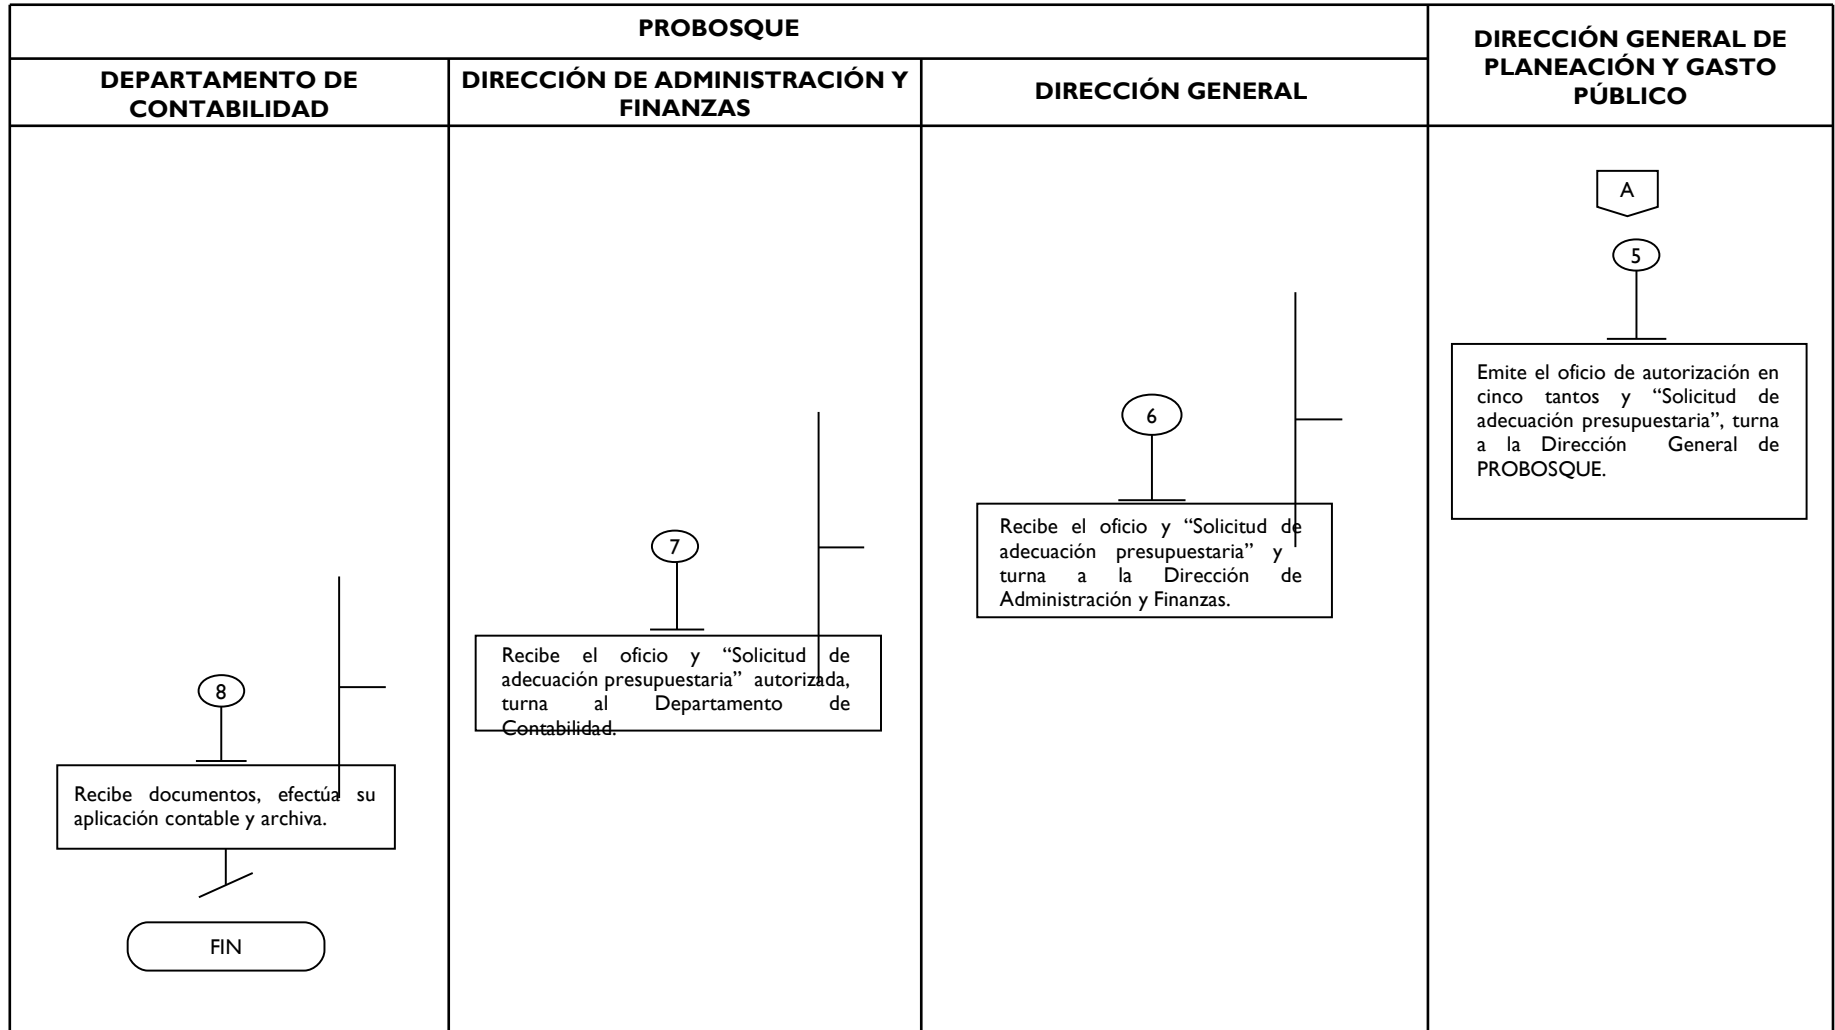 PROBOSQUE
DIRECCIÓN GENERAL DE
PLANEACIÓN Y GASTO
PÚBLICO
DEPARTAMENTO DE
CONTABILIDAD
DIRECCIÓN DE ADMINISTRACIÓN Y
FINANZAS
DIRECCIÓN GENERAL
A
5
Emite el oficio de autorización en
cinco tantos y “Solicitud de
adecuación presupuestaria”, turna
a la Dirección General de
PROBOSQUE.
6
Recibe el oficio y “Solicitud de
adecuación presupuestaria” y
turna a la Dirección de
Administración y Finanzas.
7
Recibe el oficio y “Solicitud de
adecuación presupuestaria” autorizada,
turna al Departamento de
Contabilidad.
8
Recibe documentos, efectúa su
aplicación contable y archiva.
FIN